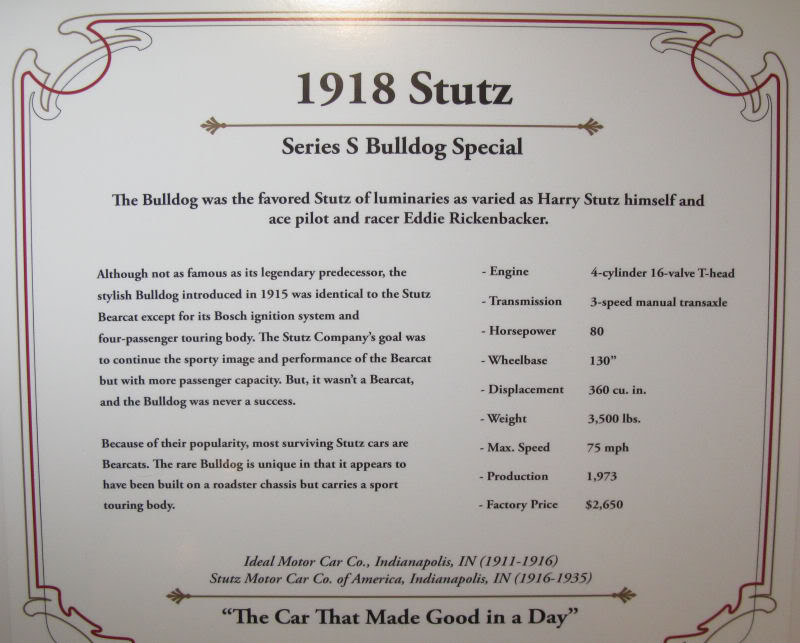 1918 Stutz
Series S Bulldog Special
The Bulldog was the favored Stutz of luminaries as varied as Harry Stutz himself and
ace pilot and racer Eddie Rickenbacker.
Although not as famous as its legendary predecessor, the
stylish Bulldog introduced in 1915 was identical to the Stutz
Bearcat except for its Bosch ignition system and
four-passenger touring body. The Stutz Company's goal was
to continue the sporty image and performance of the Bearcat
but with more passenger capacity. But, it wasn't a Bearcat,
and the Bulldog was never a success.
Because of their popularity, most surviving Stutz cars are
Bearcats. The rare Bulldog is unique in that it appears to
have been built on a roadster chassis but carries a sport
touring body.
- Engine 4-cylinder 16-valve T-head
- Transmission 3-speed manual transaxle
- Horsepower 80
- Wheelbase 130”
- Displacement 360 cu. in.
- Weight 3,500 lbs.
- Max. Speed 75 mph
- Production 1,973
- Factory Price $2,650
Ideal Motor Car Co., Indianapolis, IN (1911-1916)
Stutz Motor Car Co. of America, Indianapolis, IN (1916-1935)
“The Car That Made Good in a Day”